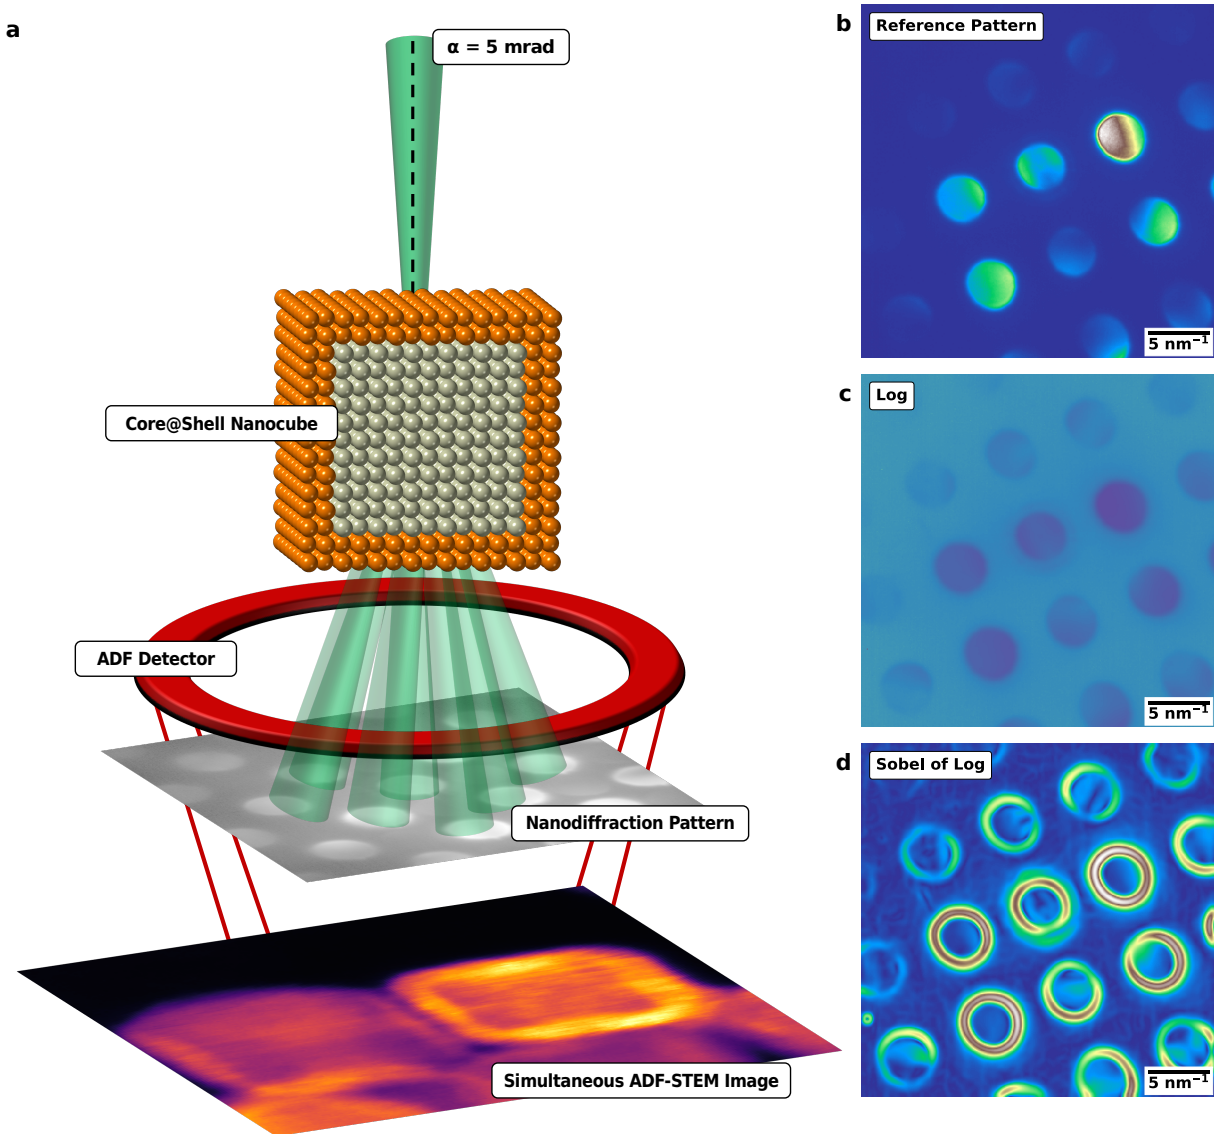 a
α = 5 mrad
Core@Shell Nanocube
ADF Detector
Nanodiffraction Pattern
Simultaneous ADF-STEM Image
b
Reference Pattern
5 nm⁻¹
c
Log
5 nm⁻¹
d
Sobel of Log
5 nm⁻¹